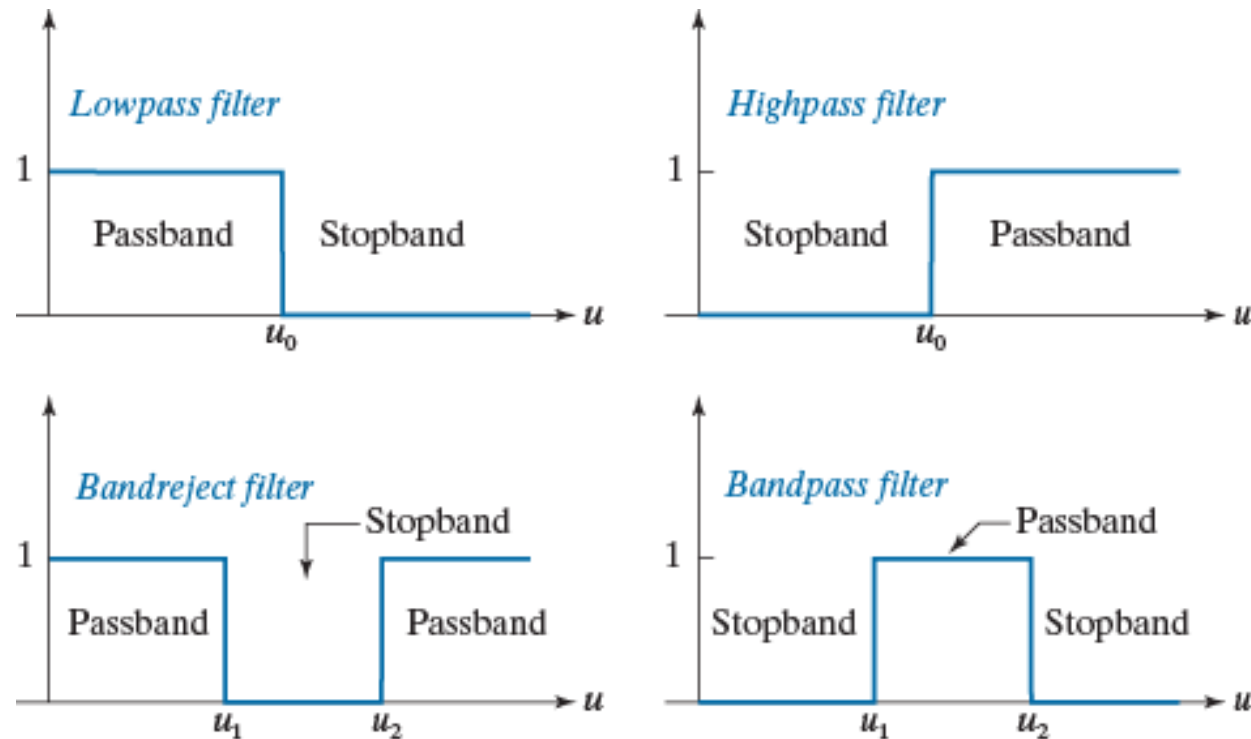 Lowpass filter
1
Passband
Stopband
u
u₀
Highpass filter
1
Stopband
Passband
u
u₀
Bandreject filter
Stopband
1
Passband
Passband
u
u₁
u₂
Bandpass filter
Passband
1
Stopband
Stopband
u
u₁
u₂